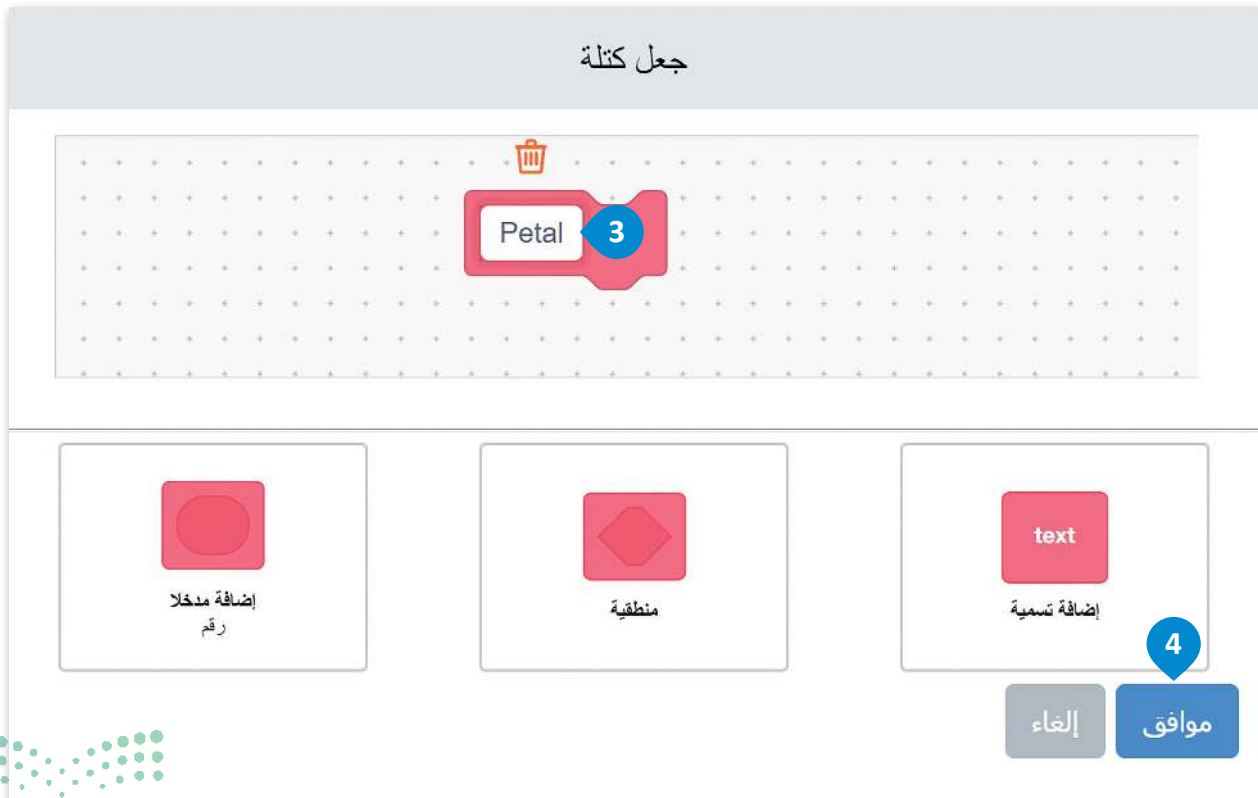 جعل كتلة
Petal
3
text
إضافة تسمية
منطقية
إضافة مدخلا
رقم
4
موافق
إلغاء